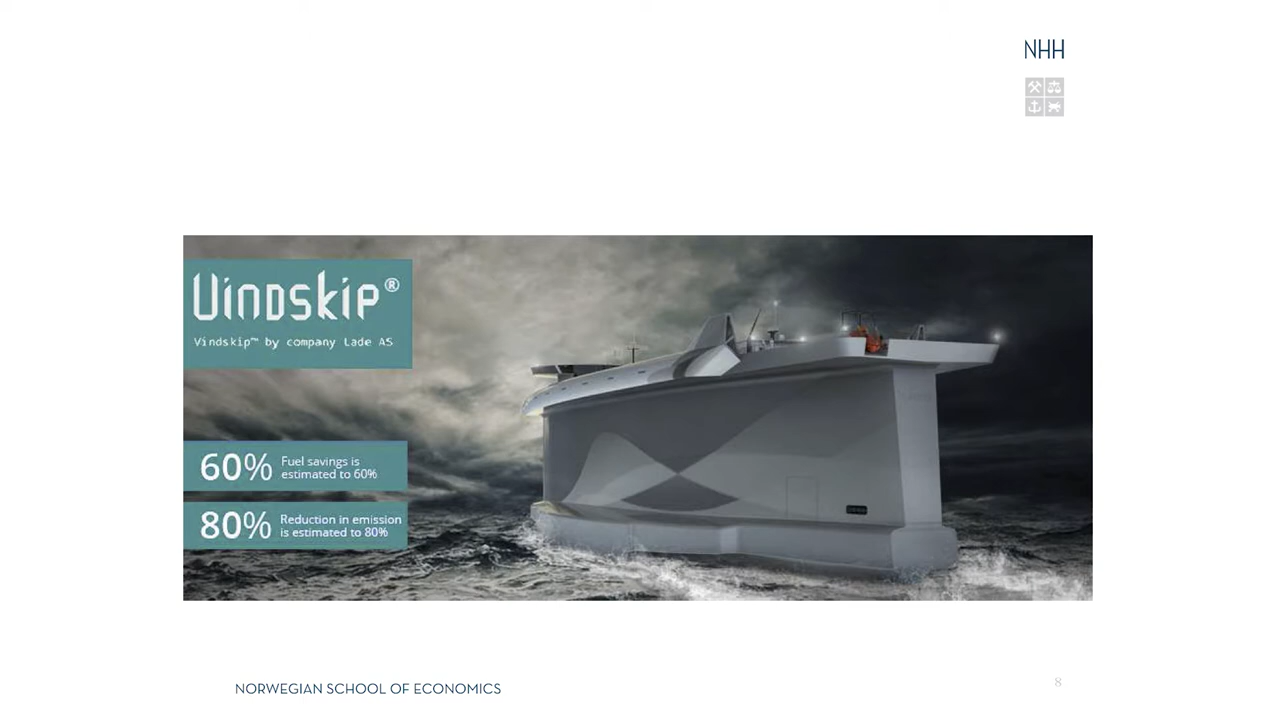 NHH
Vindskip®
Vindskip™ by company Lade AS
60%
Fuel savings is
estimated to 60%
80%
Reduction in emission
is estimated to 80%
NORWEGIAN SCHOOL OF ECONOMICS
8